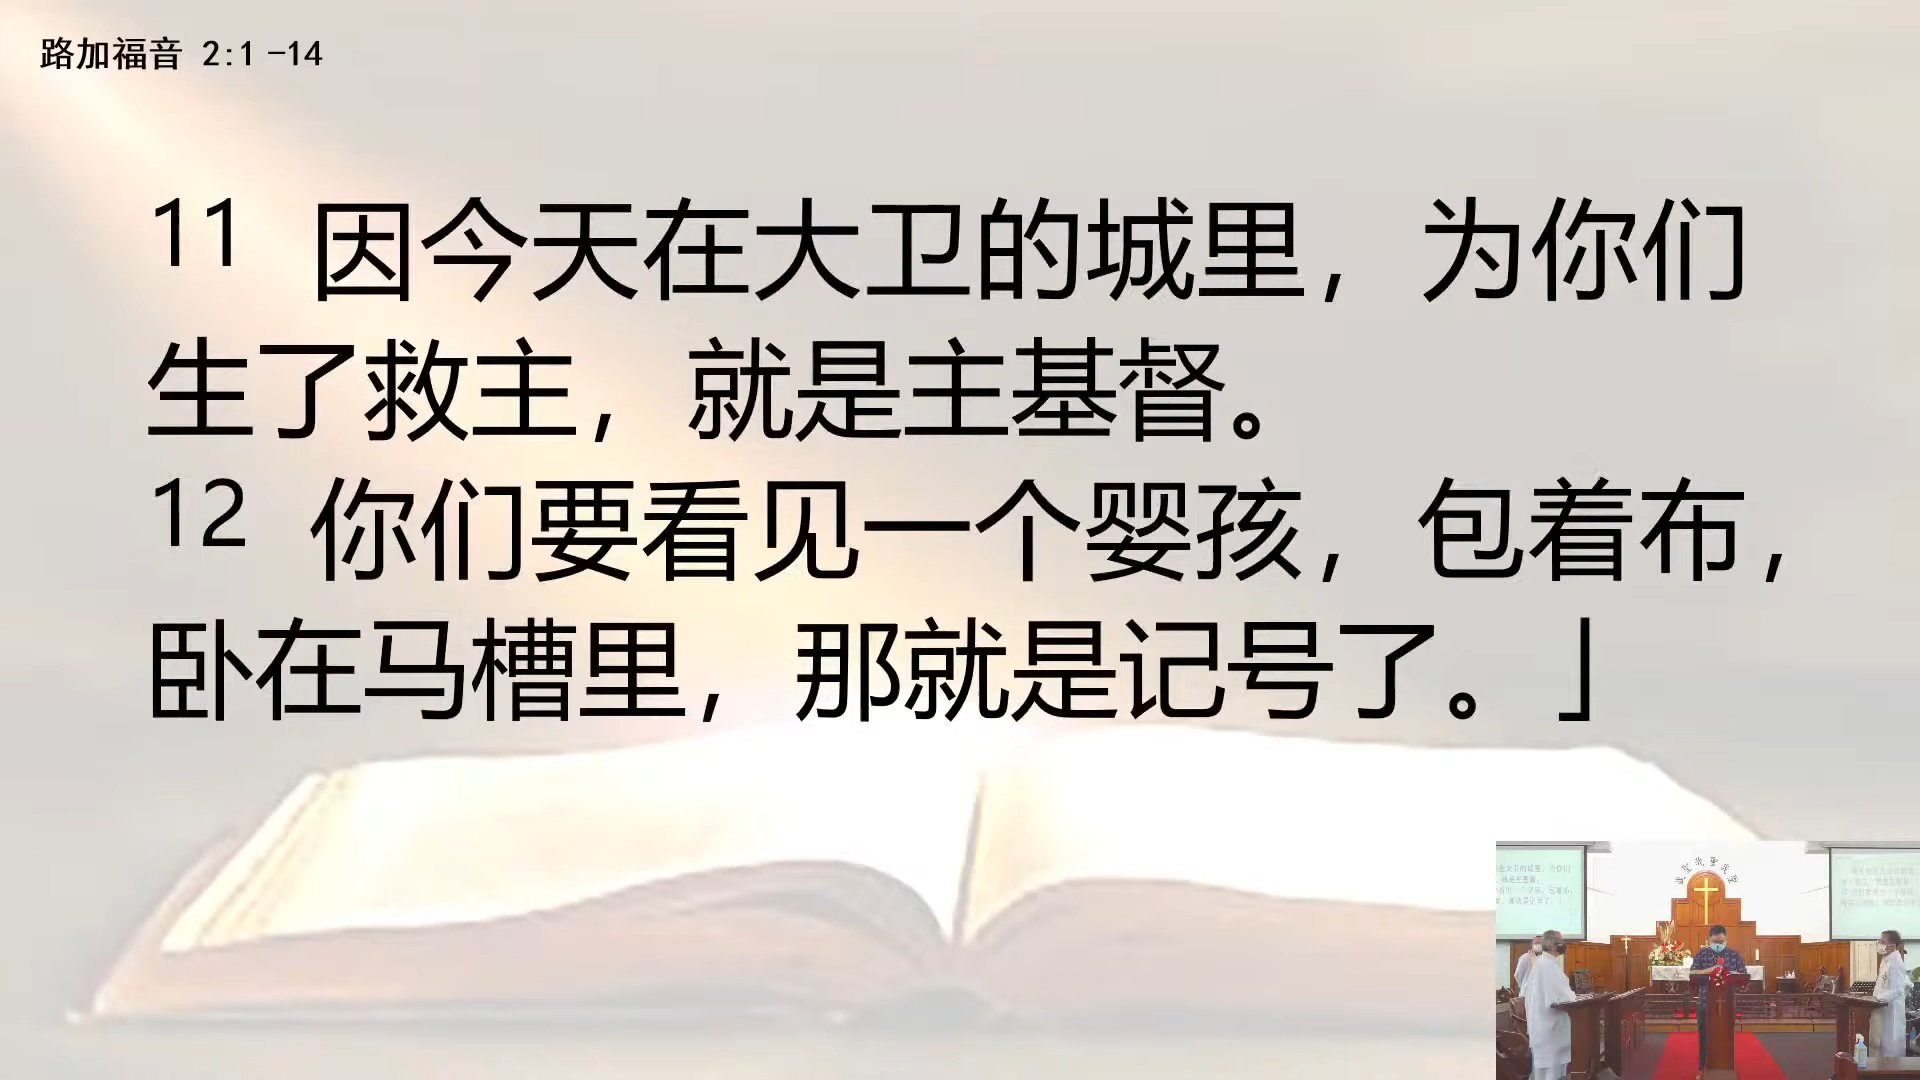 路加福音 2:1 -14
11 因今天在大卫的城里，为你们
生了救主，就是主基督。
12 你们要看见一个婴孩，包着布，
卧在马槽里，那就是记号了。」